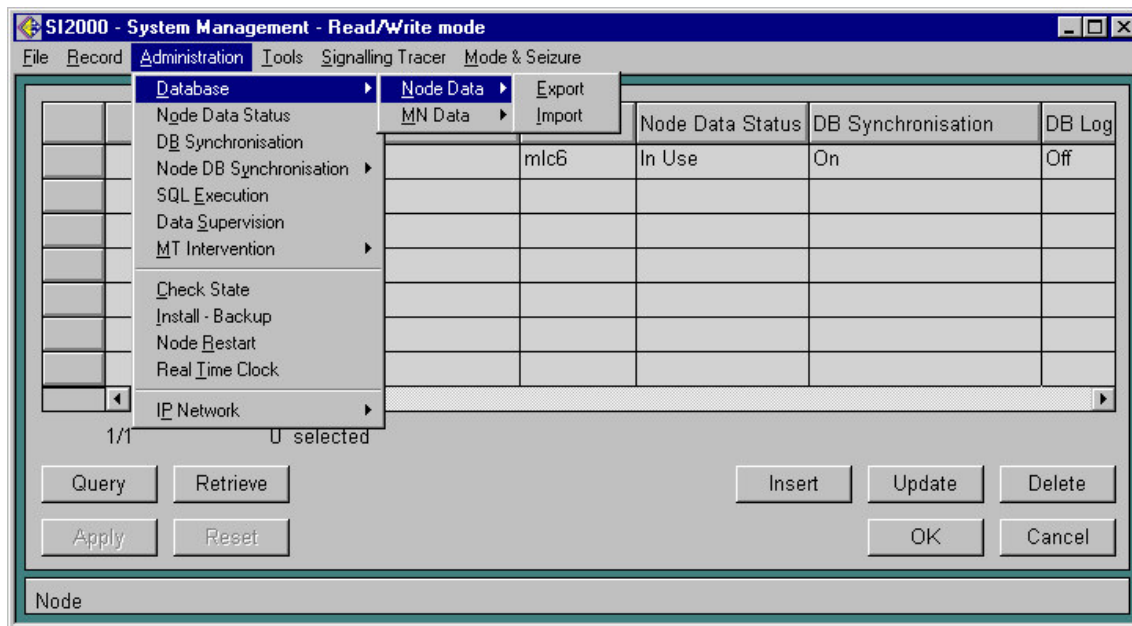 SI2000 - System Management - Read/Write mode
File Record Administration Tools Signalling Tracer Mode & Seizure
Database Node Data Export
Node Data Status MN Data Import
DB Synchronisation
Node DB Synchronisation
SQL Execution
Data Supervision
MT Intervention
Check State
Install - Backup
Node Restart
Real Time Clock
IP Network
Node Data Status DB Synchronisation DB Log
mlc6 In Use On Off
1/1 0 selected
Query Retrieve Insert Update Delete
Apply Reset OK Cancel
Node